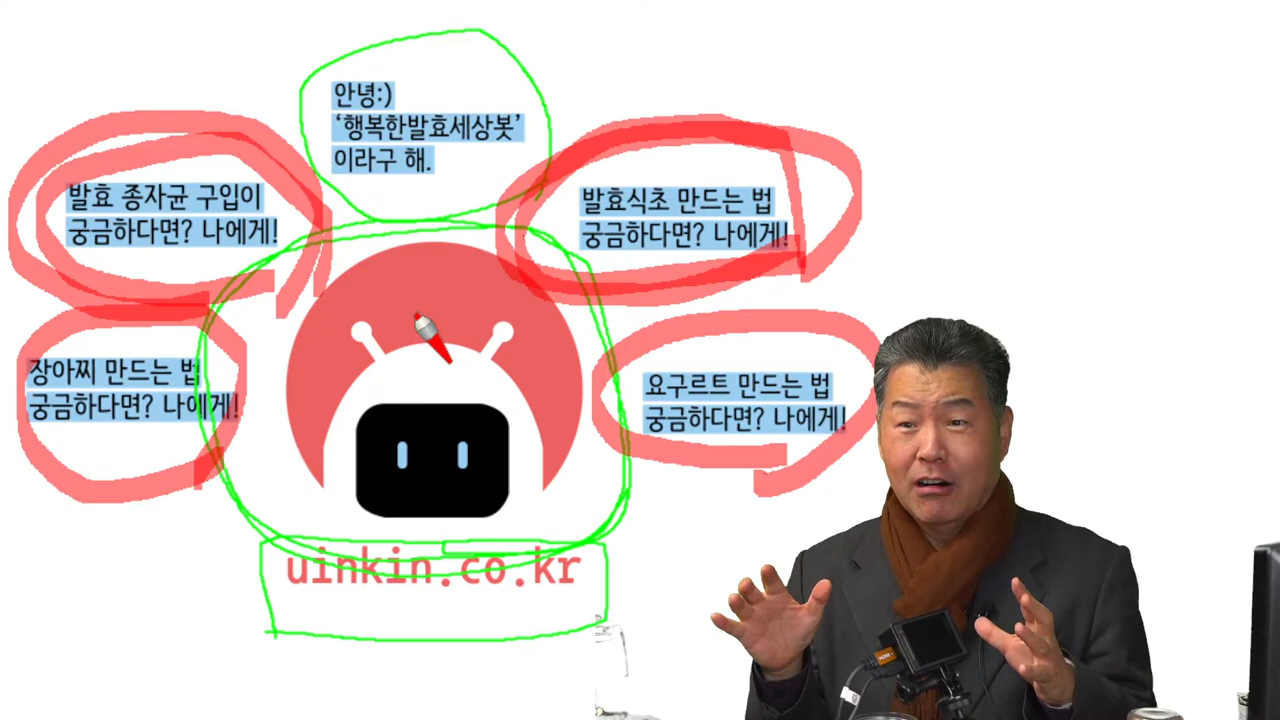 안녕:)
‘행복한발효세상봇’
이라구 해.
발효 종자균 구입이
궁금하다면? 나에게!
발효식초 만드는 법
궁금하다면? 나에게!
장아찌 만드는 법
궁금하다면? 나에게!
요구르트 만드는 법
궁금하다면? 나에게!
uinkin.co.kr